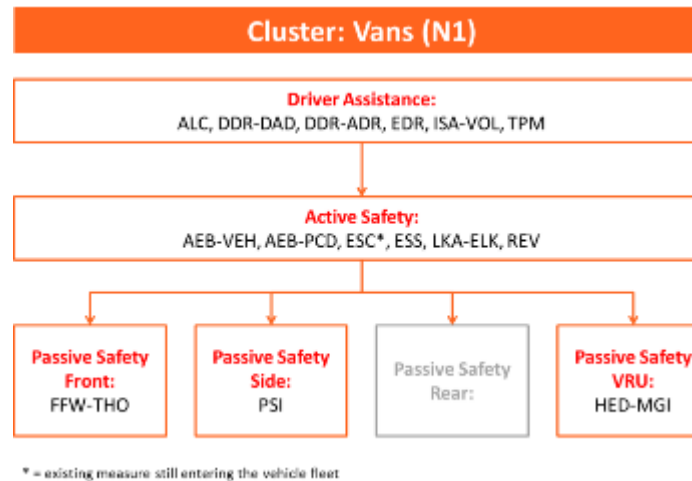 Cluster: Vans (N1)
Driver Assistance:
ALC, DDR-DAD, DDR-ADR, EDR, ISA-VOL, TPM
Active Safety:
AEB-VEH, AEB-PCD, ESC*, ESS, LKA-ELK, REV
Passive Safety
Front:
FFW-THO
Passive Safety
Side:
PSI
Passive Safety
Rear:
Passive Safety
VRU:
HED-MGI
* = existing measure still entering the vehicle fleet